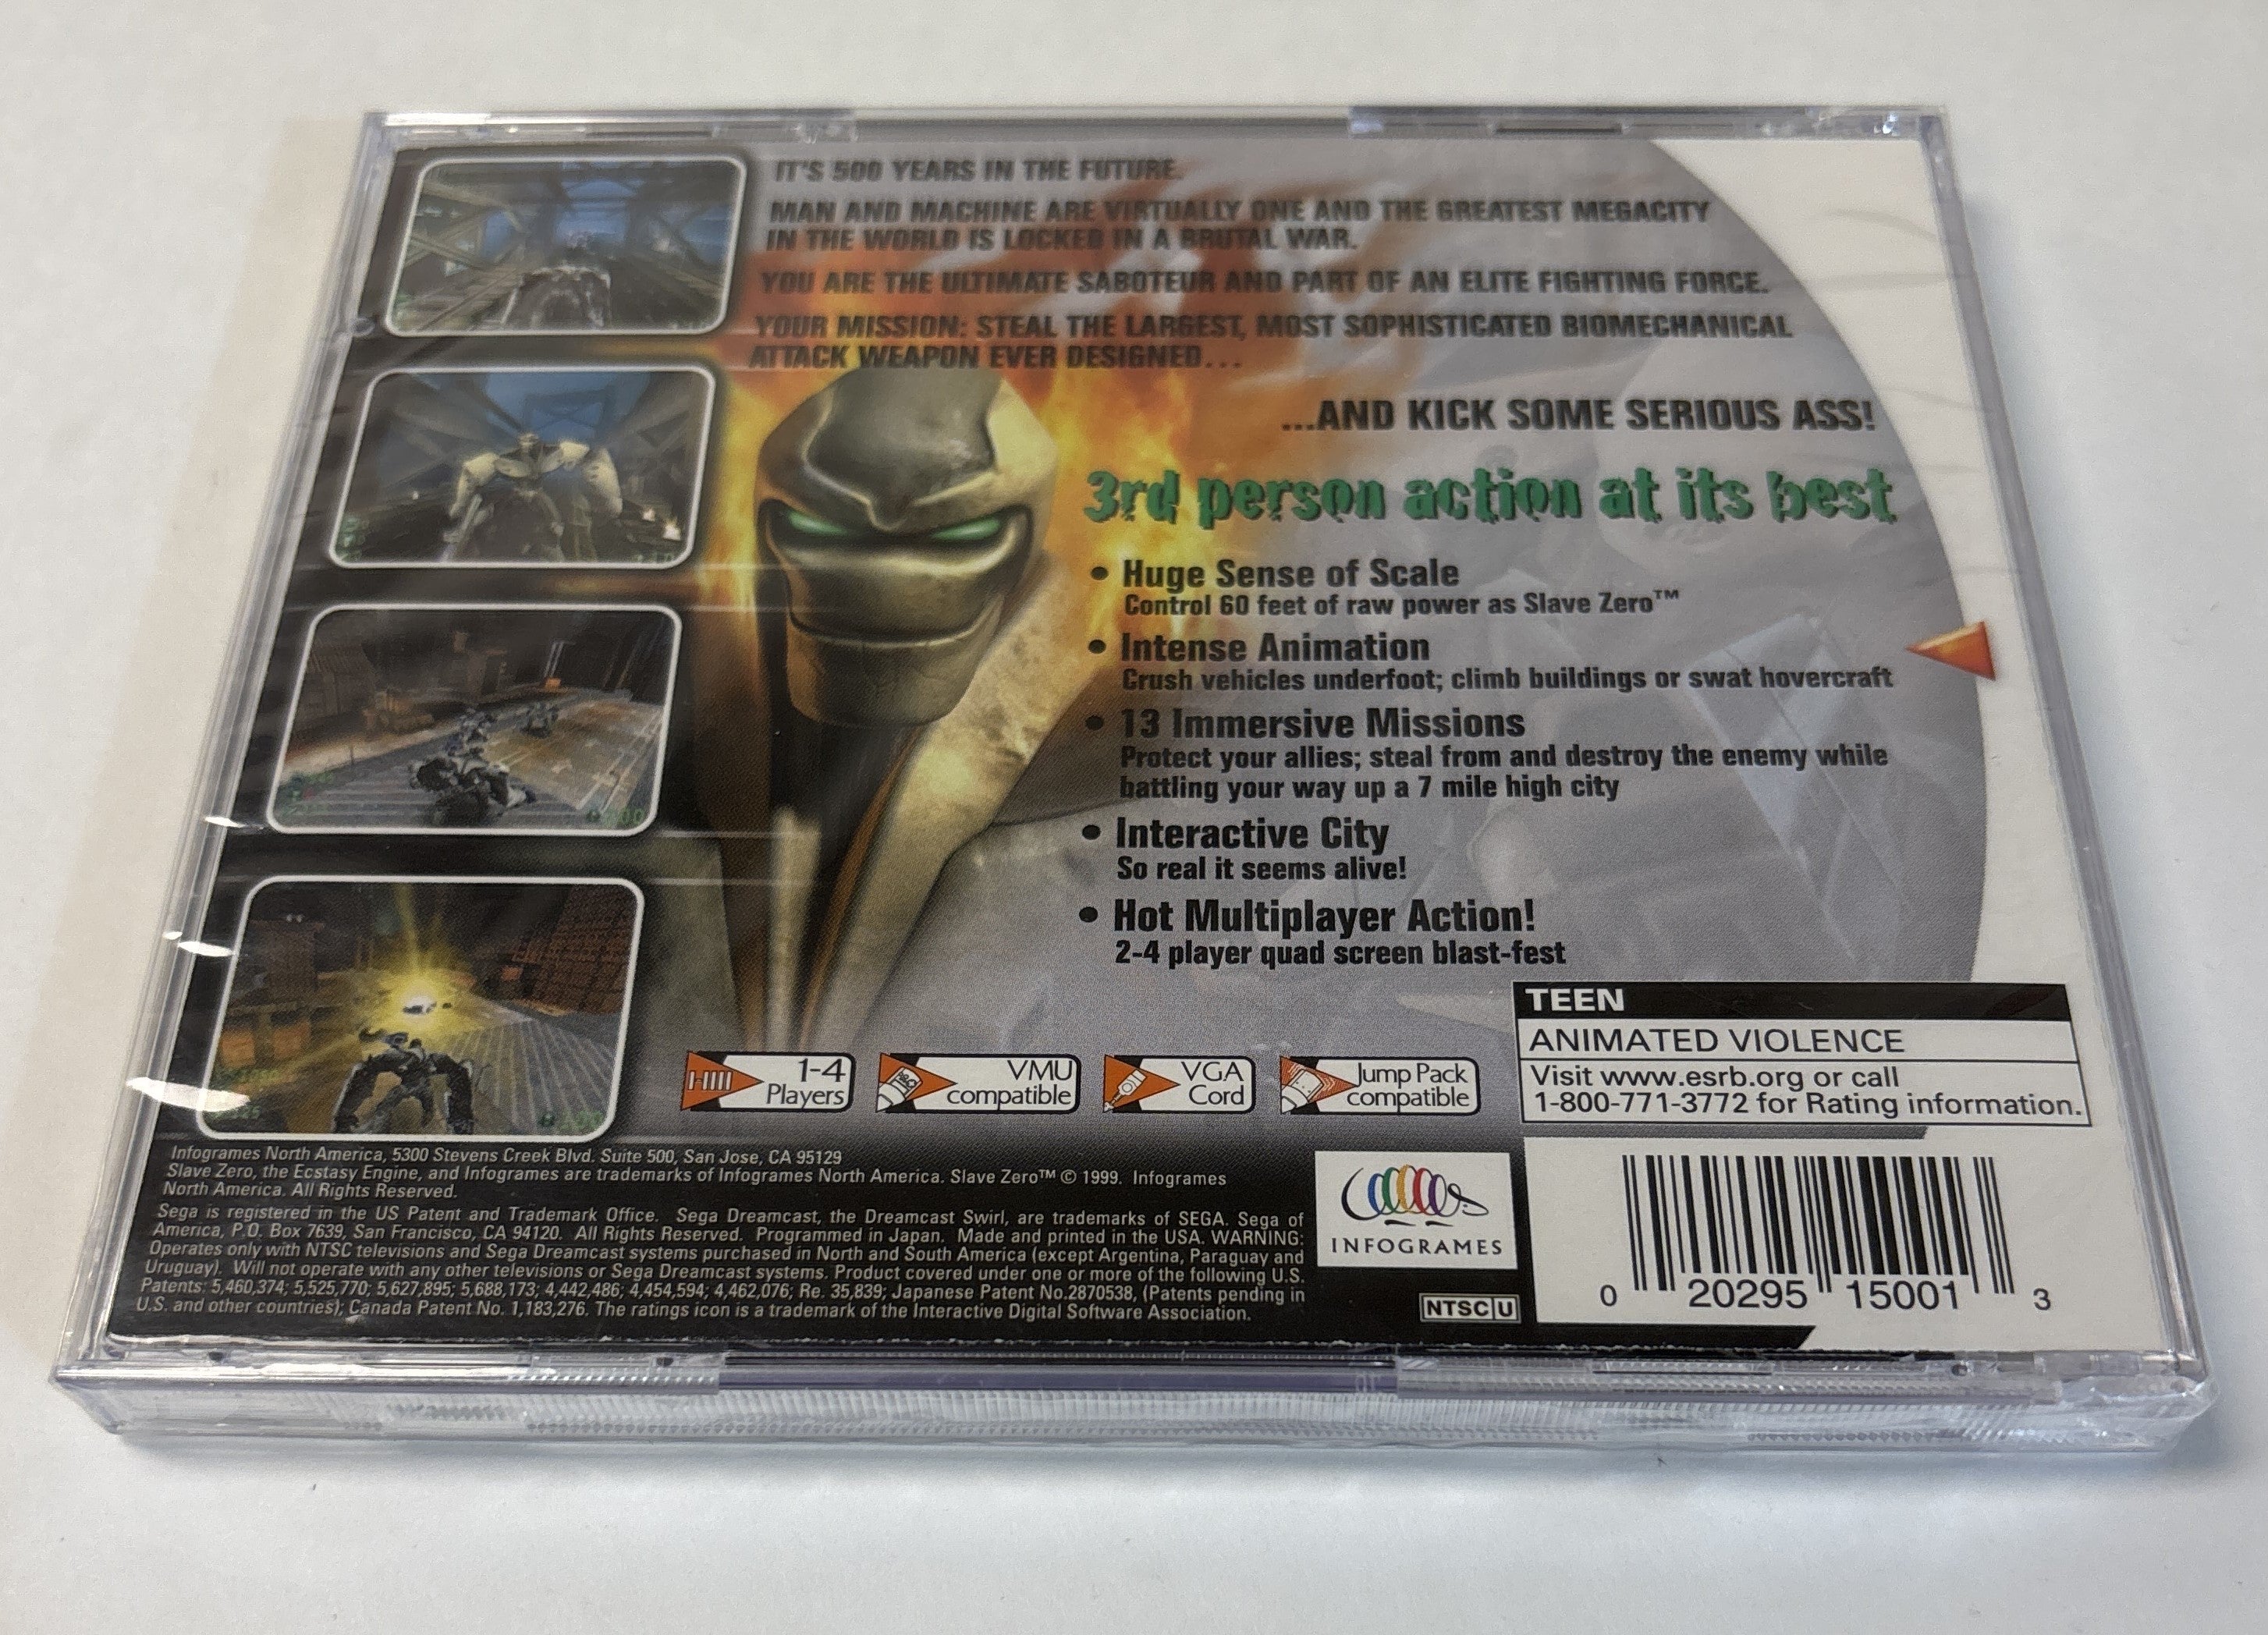 IT'S 500 YEARS IN THE FUTURE.
MAN AND MACHINE ARE VIRTUALLY ONE AND THE GREATEST MEGACITY
IN THE WORLD IS LOCKED IN A BRUTAL WAR.
YOU ARE THE ULTIMATE SABOTEUR AND PART OF AN ELITE FIGHTING FORCE.
YOUR MISSION: STEAL THE LARGEST, MOST SOPHISTICATED BIOMECHANICAL
ATTACK WEAPON EVER DESIGNED...
...AND KICK SOME SERIOUS ASS!
3rd person action at its best
• Huge Sense of Scale
Control 60 feet of raw power as Slave Zero™
• Intense Animation
Crush vehicles underfoot; climb buildings or swat hovercraft
• 13 Immersive Missions
Protect your allies; steal from and destroy the enemy while
battling your way up a 7 mile high city
• Interactive City
So real it seems alive!
• Hot Multiplayer Action!
2-4 player quad screen blast-fest
1-4
Players
VMU
compatible
VGA
Cord
Jump Pack
compatible
TEEN
ANIMATED VIOLENCE
Visit www.esrb.org or call
1-800-771-3772 for Rating information.
Infogrames North America, 5300 Stevens Creek Blvd. Suite 500, San Jose, CA 95129
Slave Zero, the Ecstasy Engine, and Infogrames are trademarks of Infogrames North America. Slave Zero™ © 1999. Infogrames
North America. All Rights Reserved.
Sega is registered in the US Patent and Trademark Office. Sega Dreamcast, the Dreamcast Swirl, are trademarks of SEGA. Sega of
America, P.O. Box 7639, San Francisco, CA 94120. All Rights Reserved. Programmed in Japan. Made and printed in the USA. WARNING:
Operates only with NTSC televisions and Sega Dreamcast systems purchased in North and South America (except Argentina, Paraguay and
Uruguay). Will not operate with any other televisions or Sega Dreamcast systems. Product covered under one or more of the following U.S.
Patents: 5,460,374; 5,525,770; 5,627,895; 5,688,173; 4,442,486; 4,454,594; 4,462,076; Re. 35,839; Japanese Patent No.2870538, (Patents pending in
U.S. and other countries); Canada Patent No. 1,183,276. The ratings icon is a trademark of the Interactive Digital Software Association.
INFOGRAMES
NTSC U
0 20295 15001 3